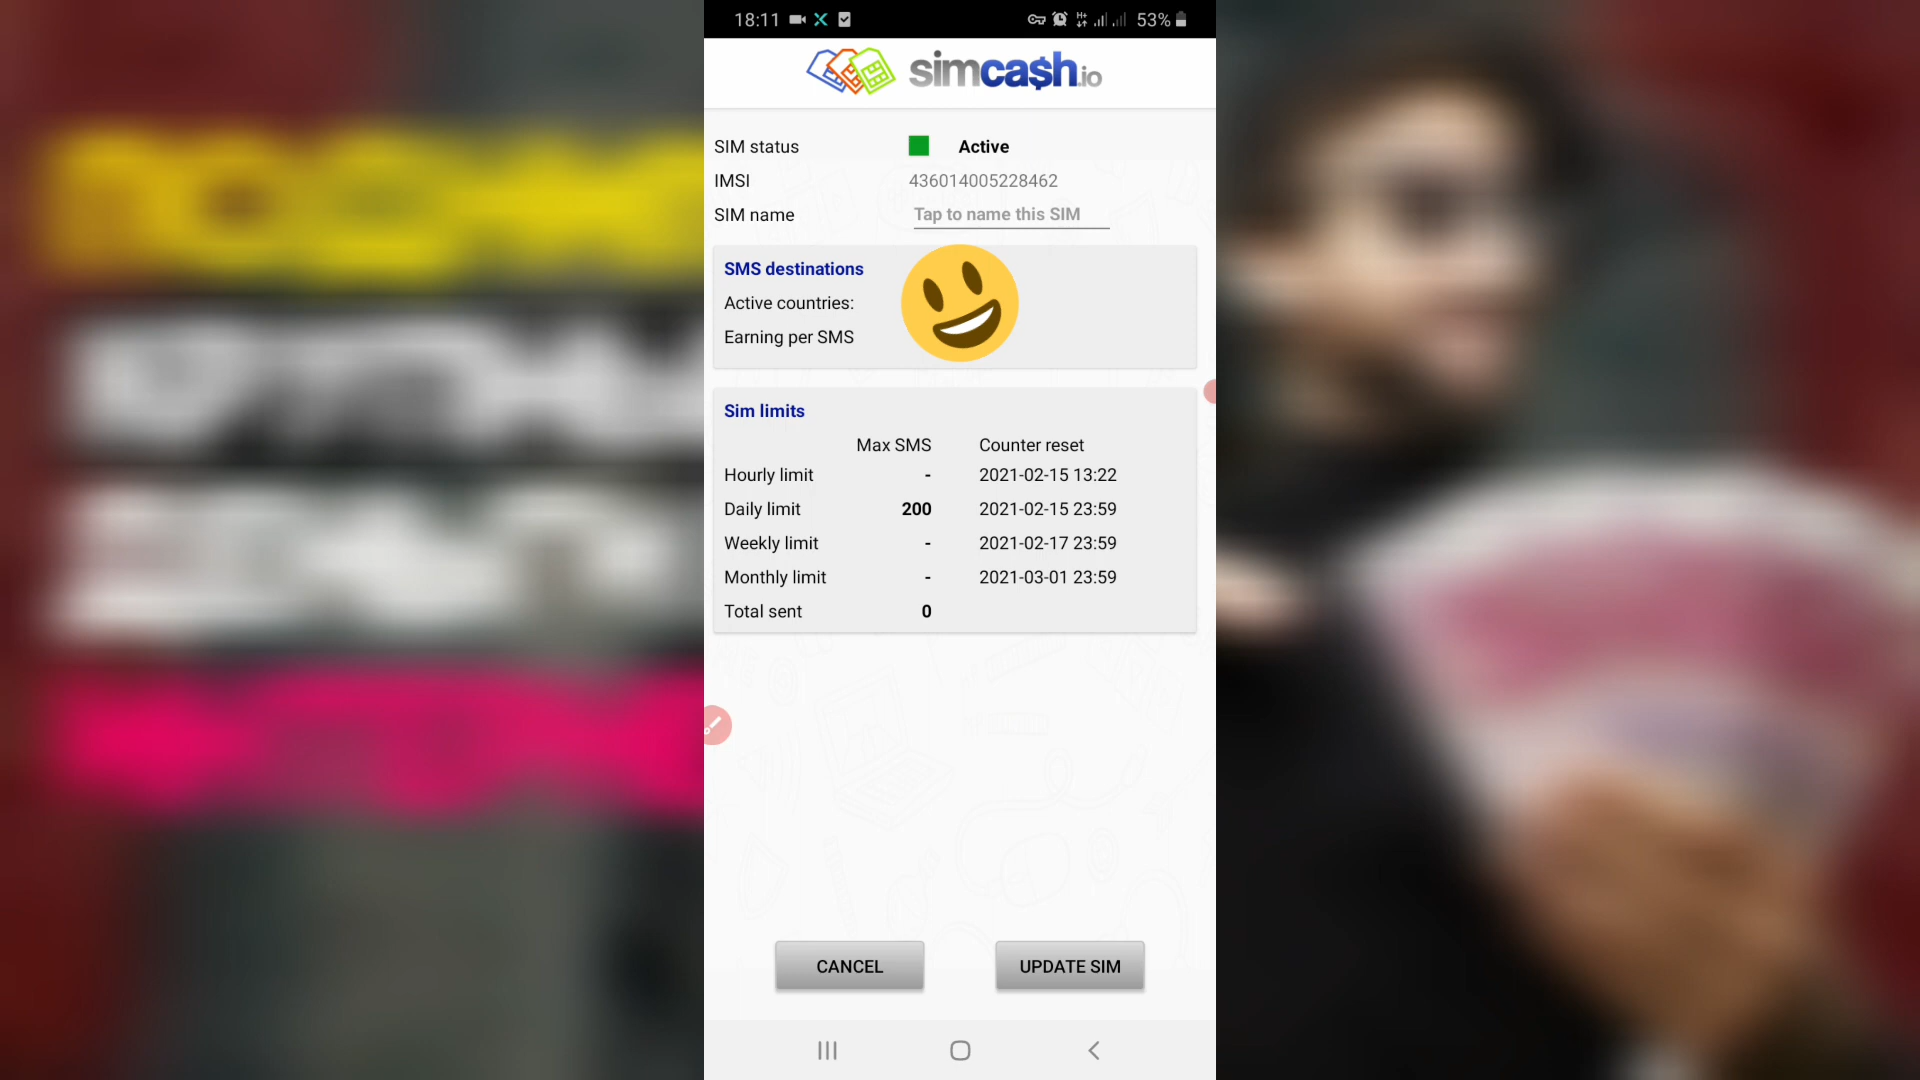 18:11 53%
simca$h.io
SIM status Active
IMSI 436014005228462
SIM name Tap to name this SIM
SMS destinations
Active countries:
Earning per SMS
Sim limits
Max SMS Counter reset
Hourly limit - 2021-02-15 13:22
Daily limit 200 2021-02-15 23:59
Weekly limit - 2021-02-17 23:59
Monthly limit - 2021-03-01 23:59
Total sent 0
CANCEL UPDATE SIM